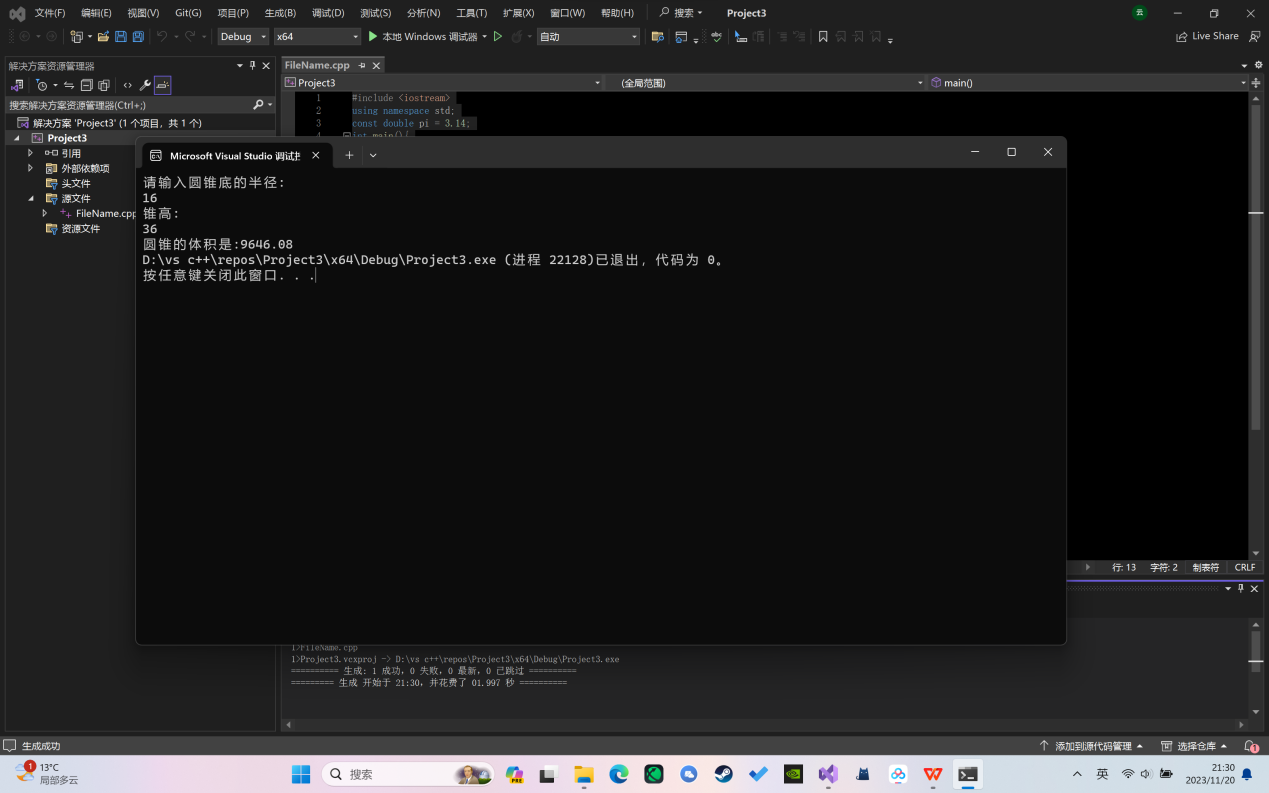 文件(F) 编辑(E) 视图(V) Git(G) 项目(P) 生成(B) 调试(D) 测试(S) 分析(N) 工具(T) 扩展(X) 窗口(W) 帮助(H) 搜索 Project3 云
Debug x64 本地 Windows 调试器 自动 Live Share
解决方案资源管理器
搜索解决方案资源管理器(Ctrl+;)
解决方案 'Project3' (1 个项目，共 1 个)
Project3
引用
外部依赖项
头文件
源文件
FileName.cpp
资源文件
FileName.cpp
Project3 (全局范围) main()
1 #include <iostream>
2 using namespace std;
3 const double pi = 3.14;
4 int main(){
Microsoft Visual Studio 调试控
请输入圆锥底的半径:
16
锥高:
36
圆锥的体积是:9646.08
D:\vs c++\repos\Project3\x64\Debug\Project3.exe (进程 22128)已退出，代码为 0。
按任意键关闭此窗口. . .
行: 13 字符: 2 制表符 CRLF
1>FileName.cpp
1>Project3.vcxproj -> D:\vs c++\repos\Project3\x64\Debug\Project3.exe
========== 生成: 1 成功，0 失败，0 最新，0 已跳过 ==========
========= 生成 开始于 21:30，并花费了 01.997 秒 ==========
生成成功 添加到源代码管理 选择仓库 1
1 13°C
局部多云
搜索
PRE
英
21:30
2023/11/20